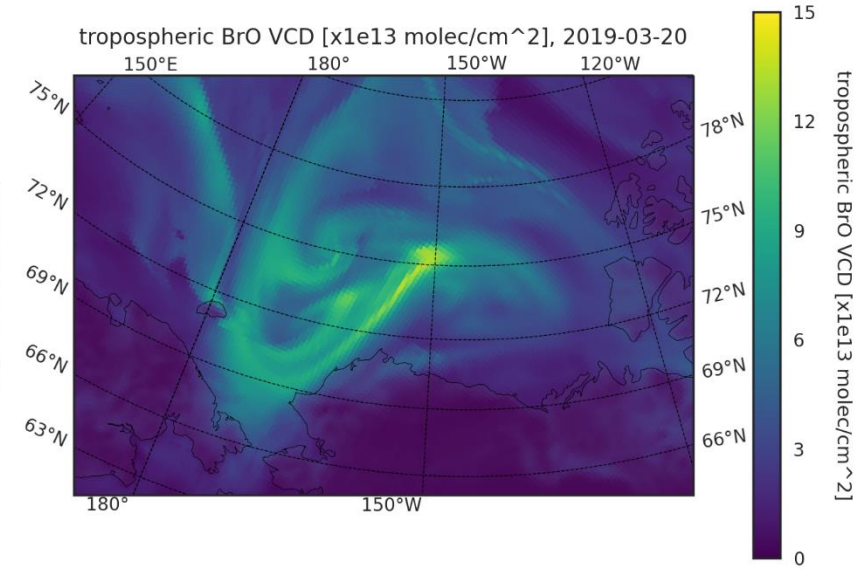 tropospheric BrO VCD [x1e13 molec/cm^2], 2019-03-20
150°E 180° 150°W 120°W
75°N
72°N
69°N
66°N
63°N
78°N
75°N
72°N
69°N
66°N
180° 150°W
15
12
9
6
3
0
tropospheric BrO VCD [x1e13 molec/cm^2]